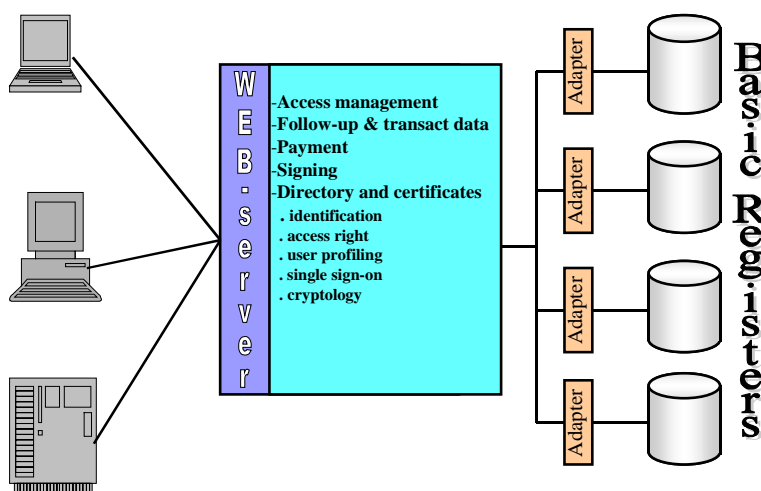 WEB-server
-Access management
-Follow-up & transact data
-Payment
-Signing
-Directory and certificates
. identification
. access right
. user profiling
. single sign-on
. cryptology
Adapter
Adapter
Adapter
Adapter
Basic Registers